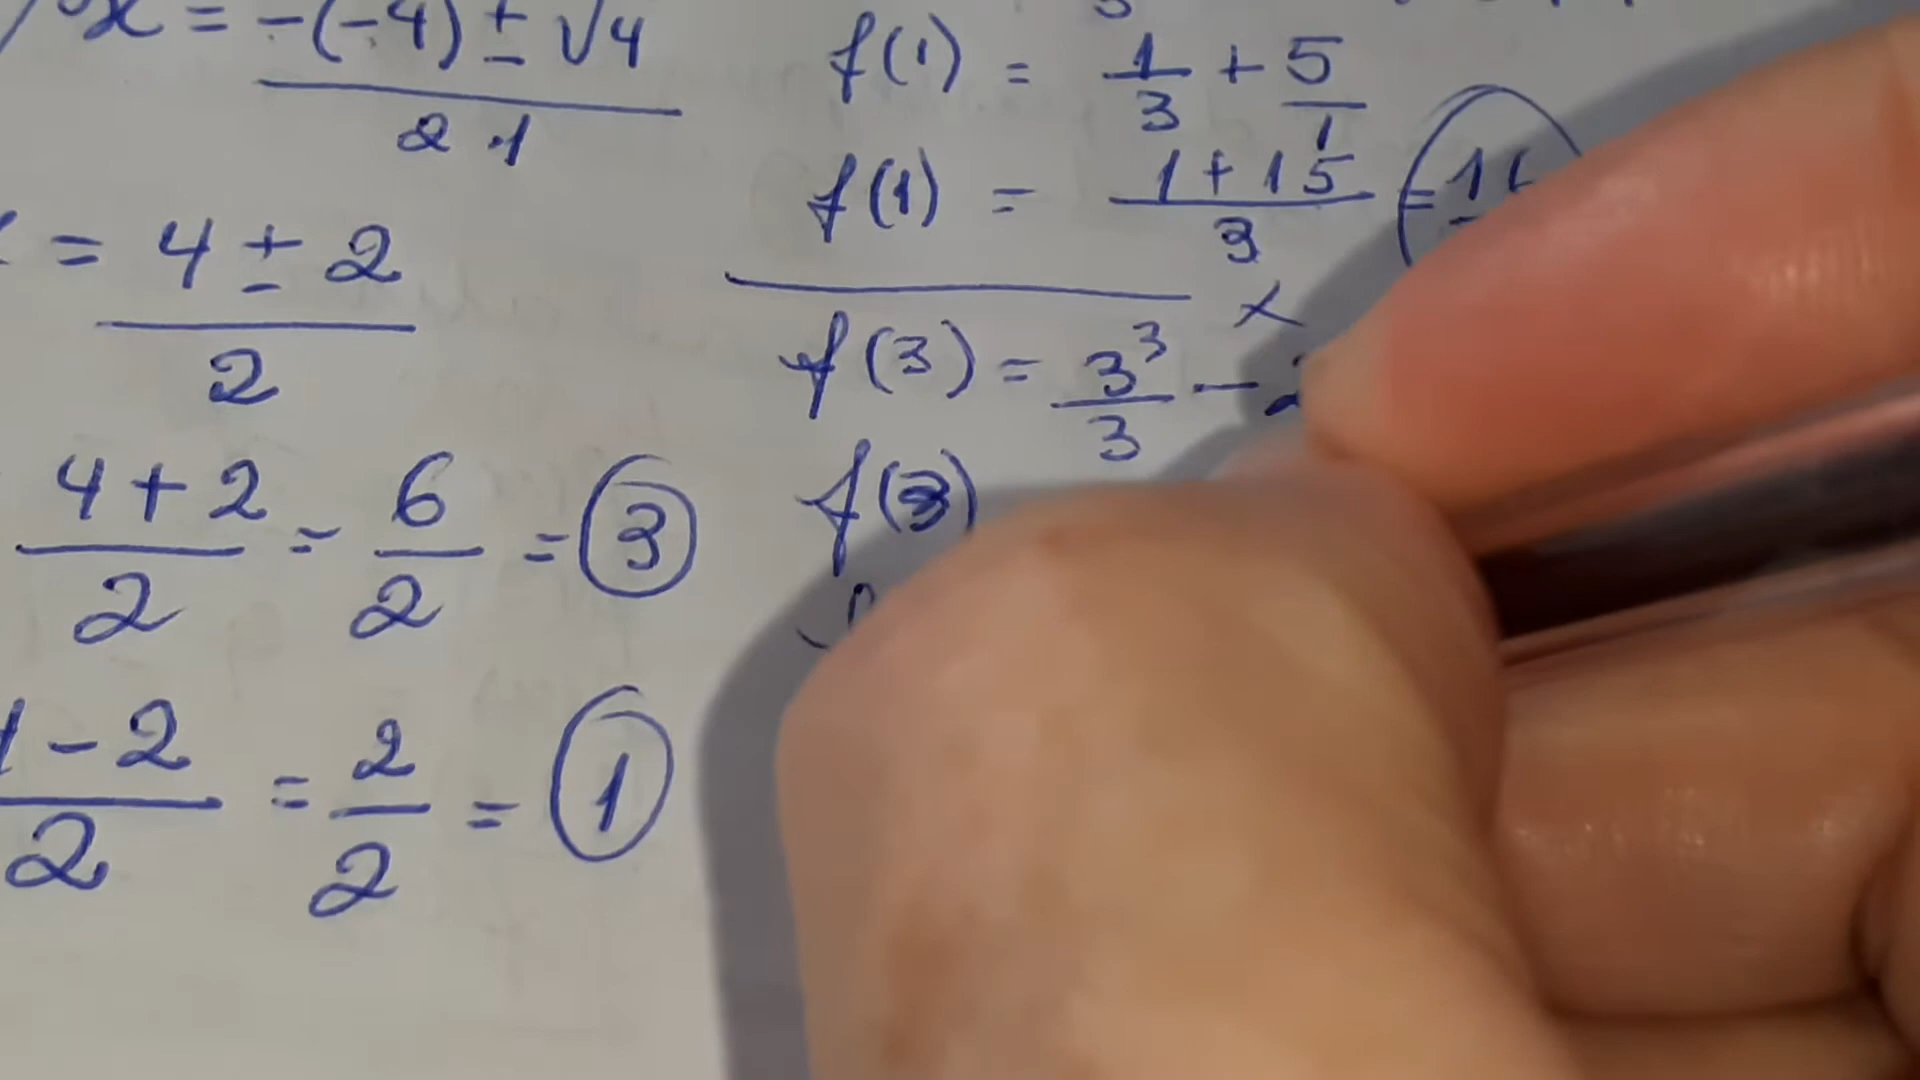 x = -(-4) ± √4
2 · 1
= 4 ± 2
2
4 + 2 = 6 = 3
2 2
- 2 = 2 = 1
2 2
f(1) = 1 + 5
3 1
f(1) = 1 + 15 =
3
f(3) = 3³ -
3
f(3)